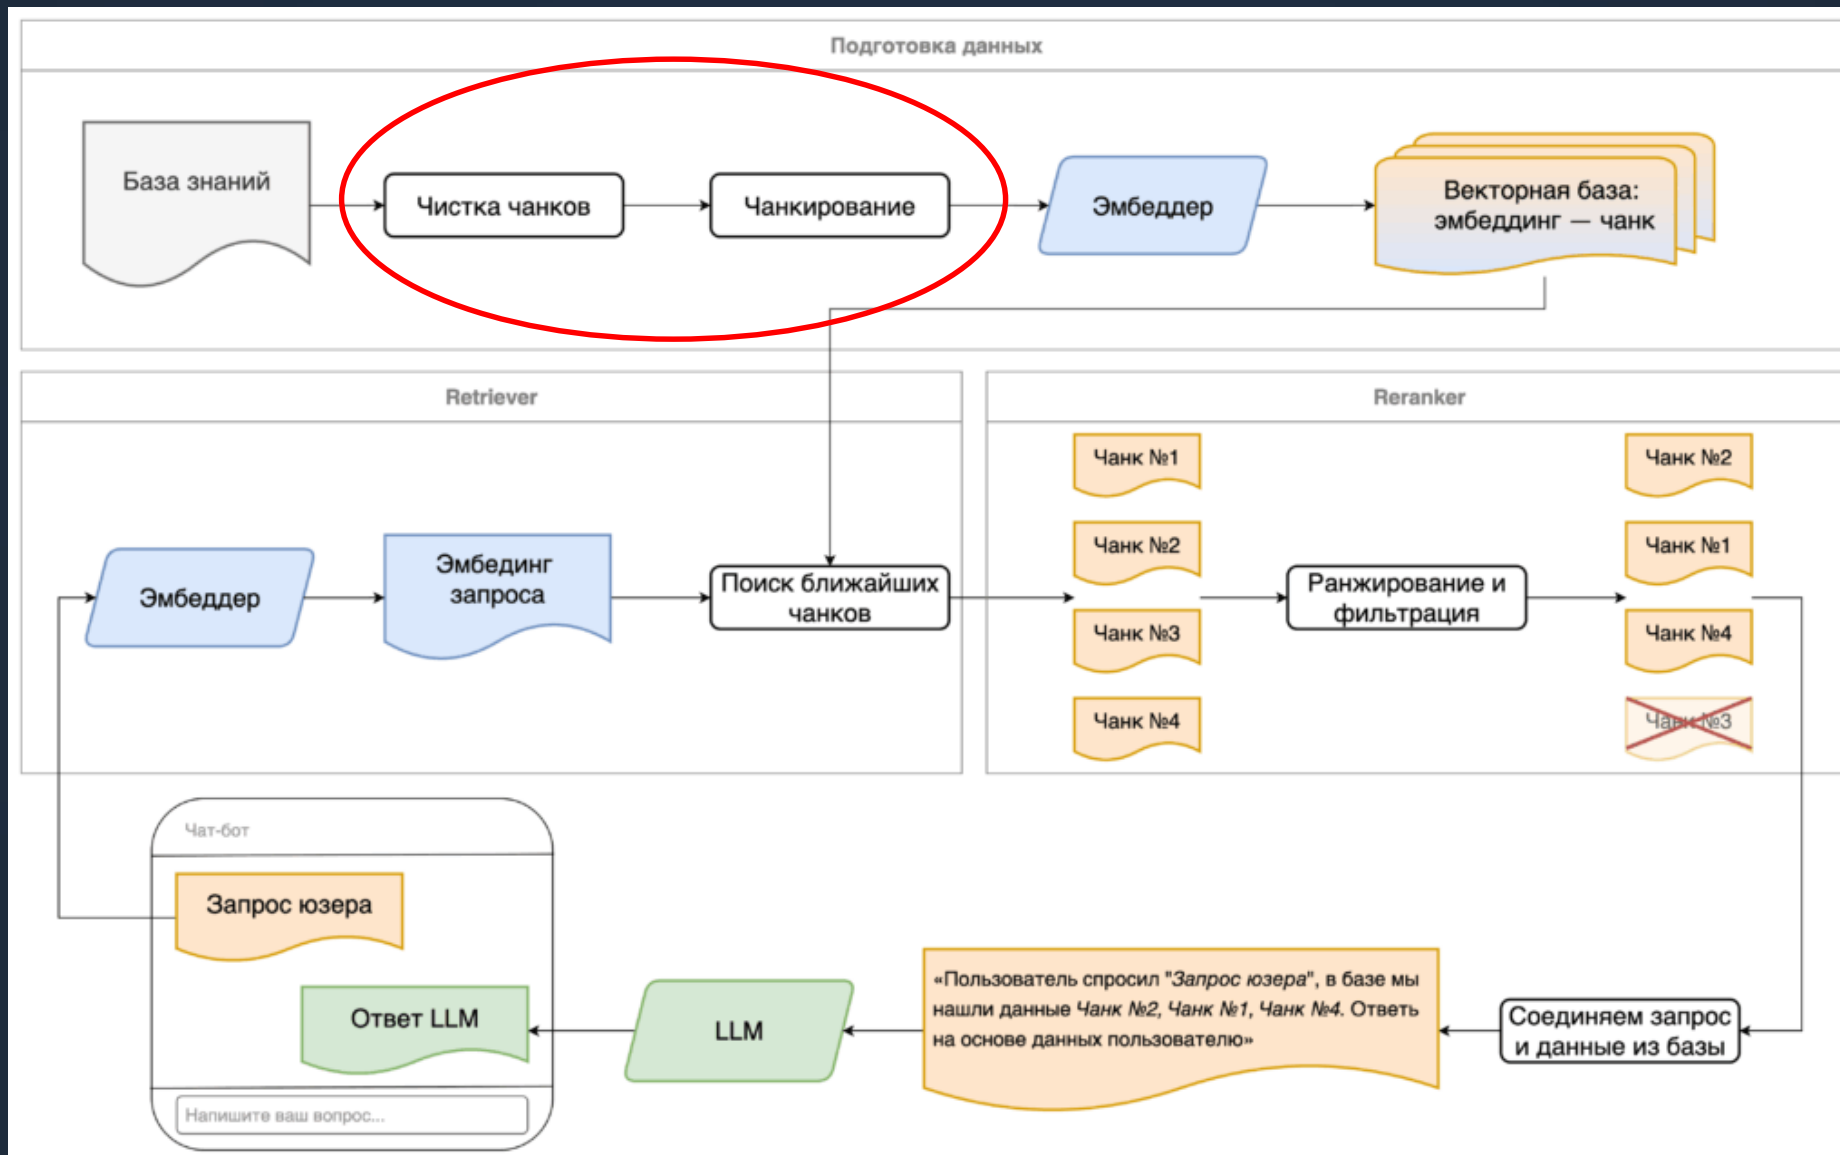 Подготовка данных
База знаний
Чистка чанков
Чанкирование
Эмбеддер
Векторная база:
эмбеддинг — чанк
Retriever
Эмбеддер
Эмбединг
запроса
Поиск ближайших
чанков
Reranker
Чанк №1
Чанк №2
Чанк №3
Чанк №4
Ранжирование и
фильтрация
Чанк №2
Чанк №1
Чанк №4
Чанк №3
Чат-бот
Запрос юзера
Ответ LLM
Напишите ваш вопрос...
LLM
«Пользователь спросил "Запрос юзера", в базе мы
нашли данные Чанк №2, Чанк №1, Чанк №4. Ответь
на основе данных пользователю»
Соединяем запрос
и данные из базы